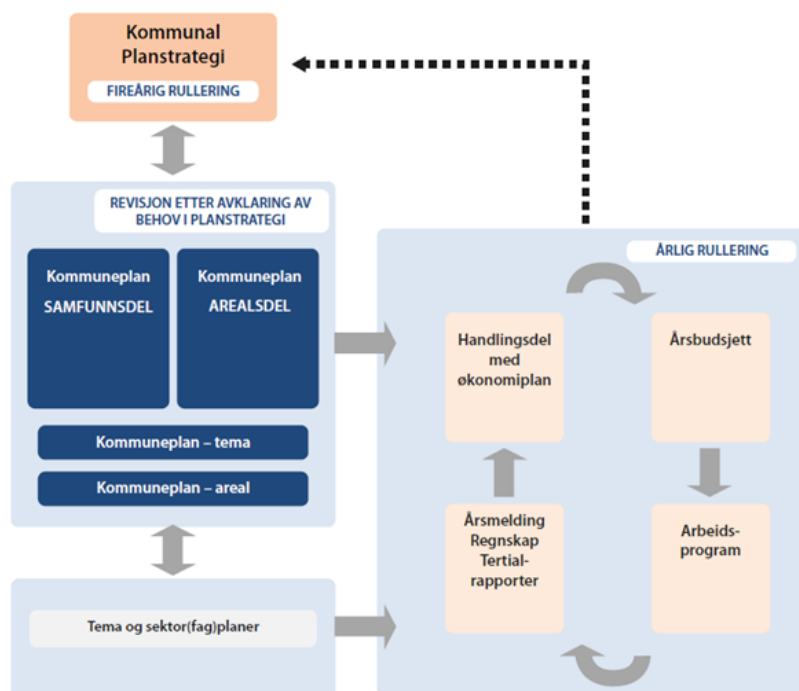 Kommunal
Planstrategi
FIREÅRIG RULLERING
REVISJON ETTER AVKLARING AV
BEHOV I PLANSTRATEGI
Kommuneplan
SAMFUNNSDEL
Kommuneplan
AREALSDEL
Kommuneplan – tema
Kommuneplan – areal
Tema og sektor(fag)planer
ÅRLIG RULLERING
Handlingsdel
med
økonomiplan
Årsbudsjett
Årsmelding
Regnskap
Tertial-
rapporter
Arbeids-
program